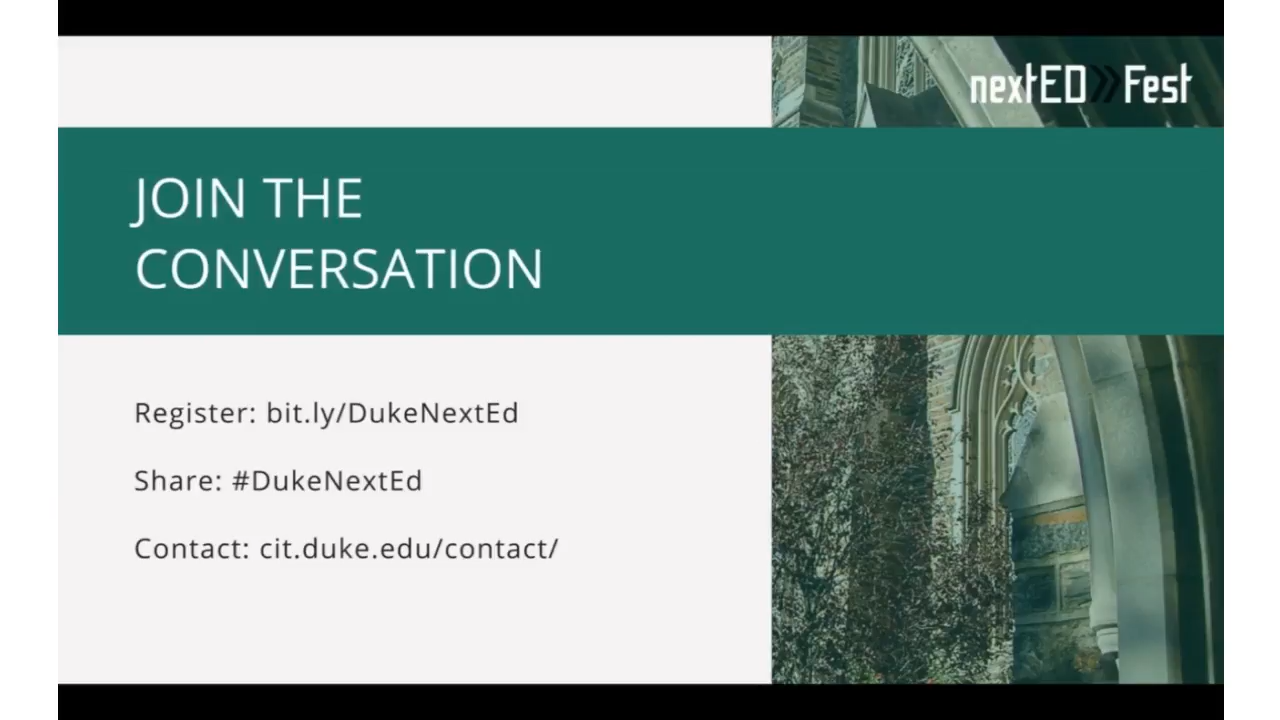 nextED»Fest
JOIN THE
CONVERSATION
Register: bit.ly/DukeNextEd
Share: #DukeNextEd
Contact: cit.duke.edu/contact/